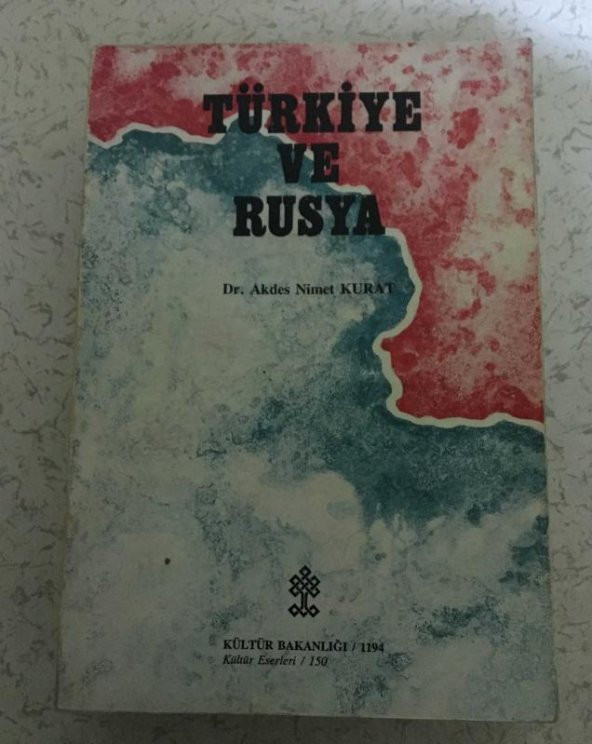 TÜRKİYE
VE
RUSYA
Dr. Akdes Nimet KURAT
KÜLTÜR BAKANLIĞI / 1194
Kültür Eserleri / 150